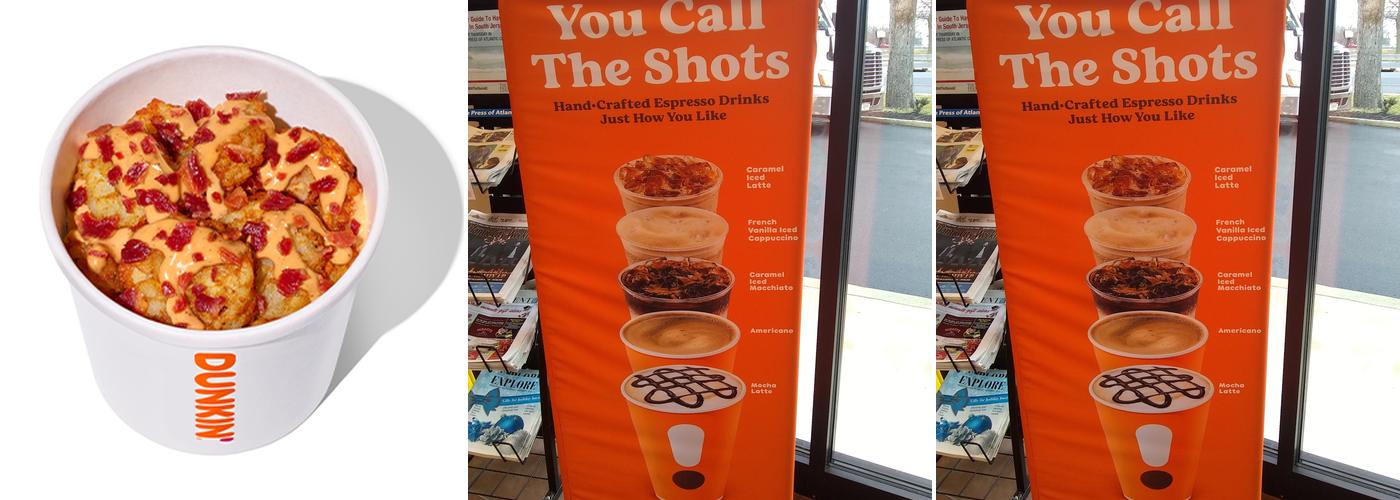 DUNKIN'
You Call
The Shots
Hand-Crafted Espresso Drinks
Just How You Like
Caramel
Iced
Latte
French
Vanilla Iced
Cappuccino
Caramel
Iced
Macchiato
Americano
Mocha
Latte
EXPLORE
You Call
The Shots
Hand-Crafted Espresso Drinks
Just How You Like
Caramel
Iced
Latte
French
Vanilla Iced
Cappuccino
Caramel
Iced
Macchiato
Americano
Mocha
Latte
EXPLORE